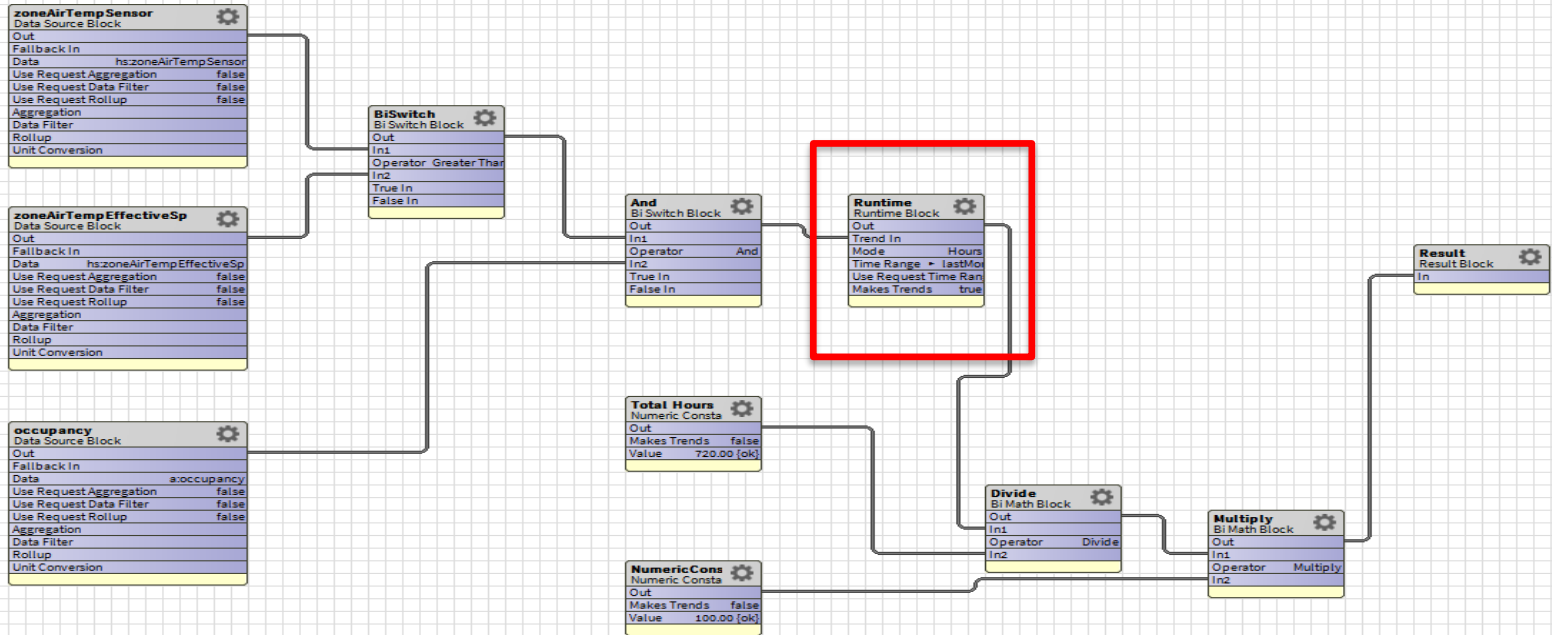 zoneAirTempSensor
Data Source Block
Out
Fallback In
Data hs:zoneAirTempSensor
Use Request Aggregation false
Use Request Data Filter false
Use Request Rollup false
Aggregation
Data Filter
Rollup
Unit Conversion
zoneAirTempEffectiveSp
Data Source Block
Out
Fallback In
Data hs:zoneAirTempEffectiveSp
Use Request Aggregation false
Use Request Data Filter false
Use Request Rollup false
Aggregation
Data Filter
Rollup
Unit Conversion
occupancy
Data Source Block
Out
Fallback In
Data a:occupancy
Use Request Aggregation false
Use Request Data Filter false
Use Request Rollup false
Aggregation
Data Filter
Rollup
Unit Conversion
BiSwitch
Bi Switch Block
Out
In1
Operator Greater Than
In2
True In
False In
And
Bi Switch Block
Out
In1
Operator And
In2
True In
False In
Runtime
Runtime Block
Out
Trend In
Mode Hours
Time Range ► lastMo
Use Request Time Ran
Makes Trends true
Total Hours
Numeric Consta
Out
Makes Trends false
Value 720.00 {ok}
NumericCons
Numeric Consta
Out
Makes Trends false
Value 100.00 {ok}
Divide
Bi Math Block
Out
In1
Operator Divide
In2
Multiply
Bi Math Block
Out
In1
Operator Multiply
In2
Result
Result Block
In